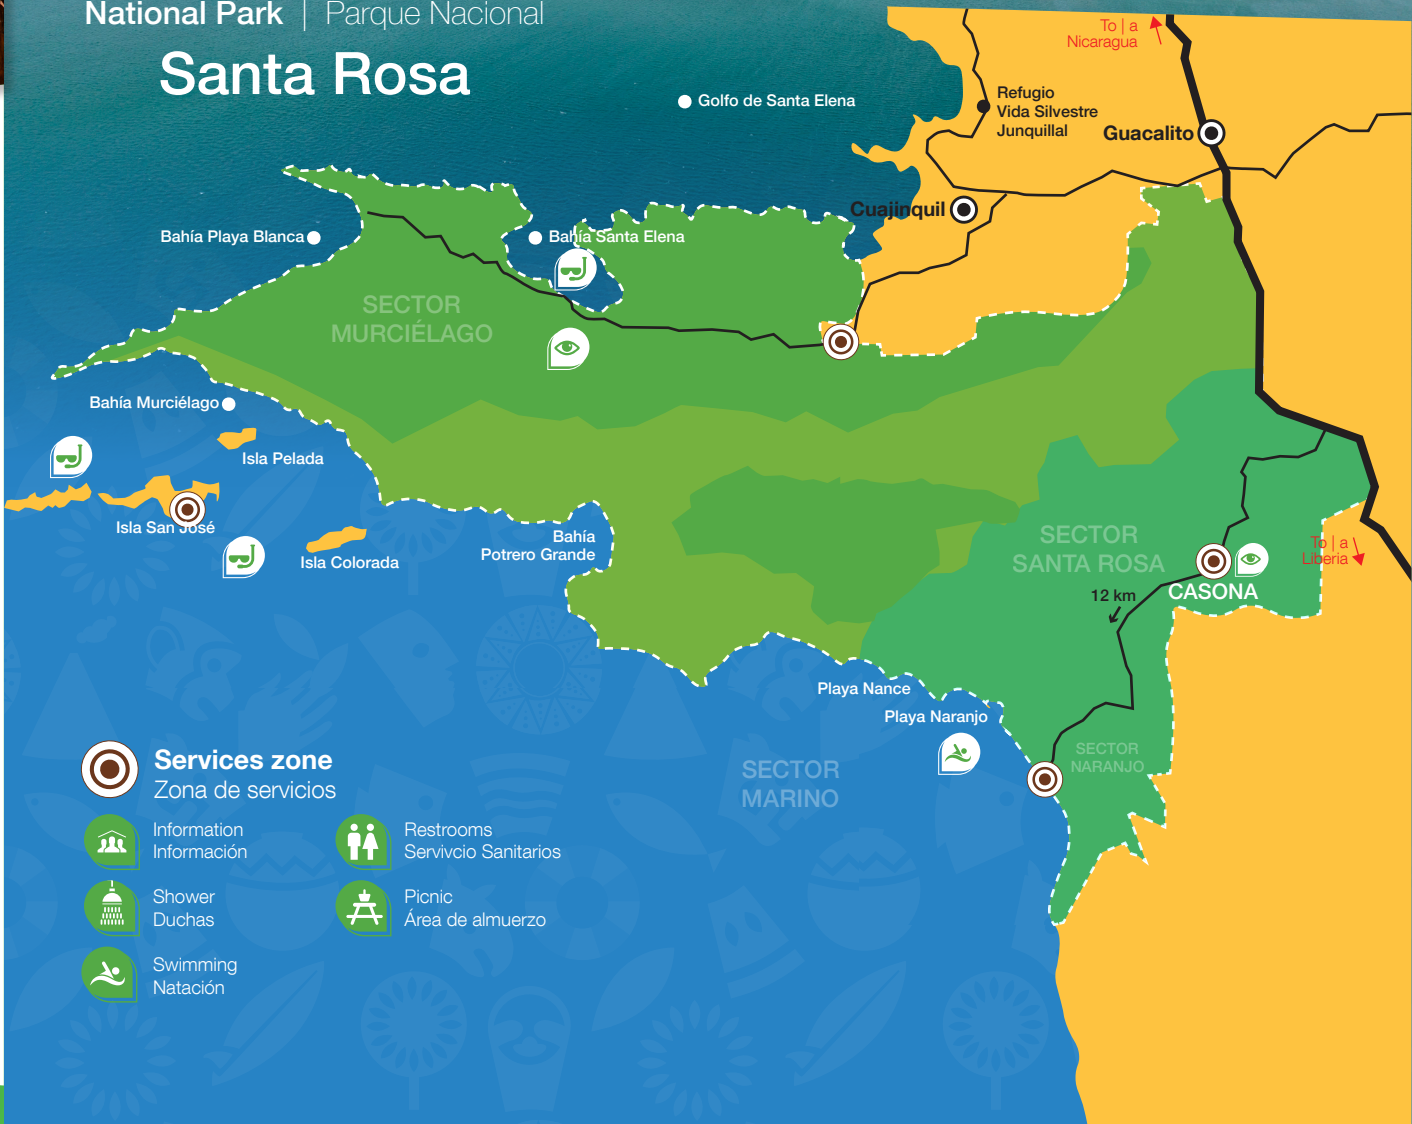 National Park | Parque Nacional
Santa Rosa
To | a
Nicaragua
Golfo de Santa Elena
Refugio
Vida Silvestre
Junquillal
Guacalito
Cuajinquil
Bahía Playa Blanca
Bahía Santa Elena
SECTOR
MURCIÉLAGO
Bahía Murciélago
Isla Pelada
Isla San José
Isla Colorada
Bahía
Potrero Grande
SECTOR
SANTA ROSA
To | a
Liberia
CASONA
12 km
Playa Nance
Playa Naranjo
SECTOR
NARANJO
SECTOR
MARINO
Services zone
Zona de servicios
Information
Información
Restrooms
Servivcio Sanitarios
Shower
Duchas
Picnic
Área de almuerzo
Swimming
Natación